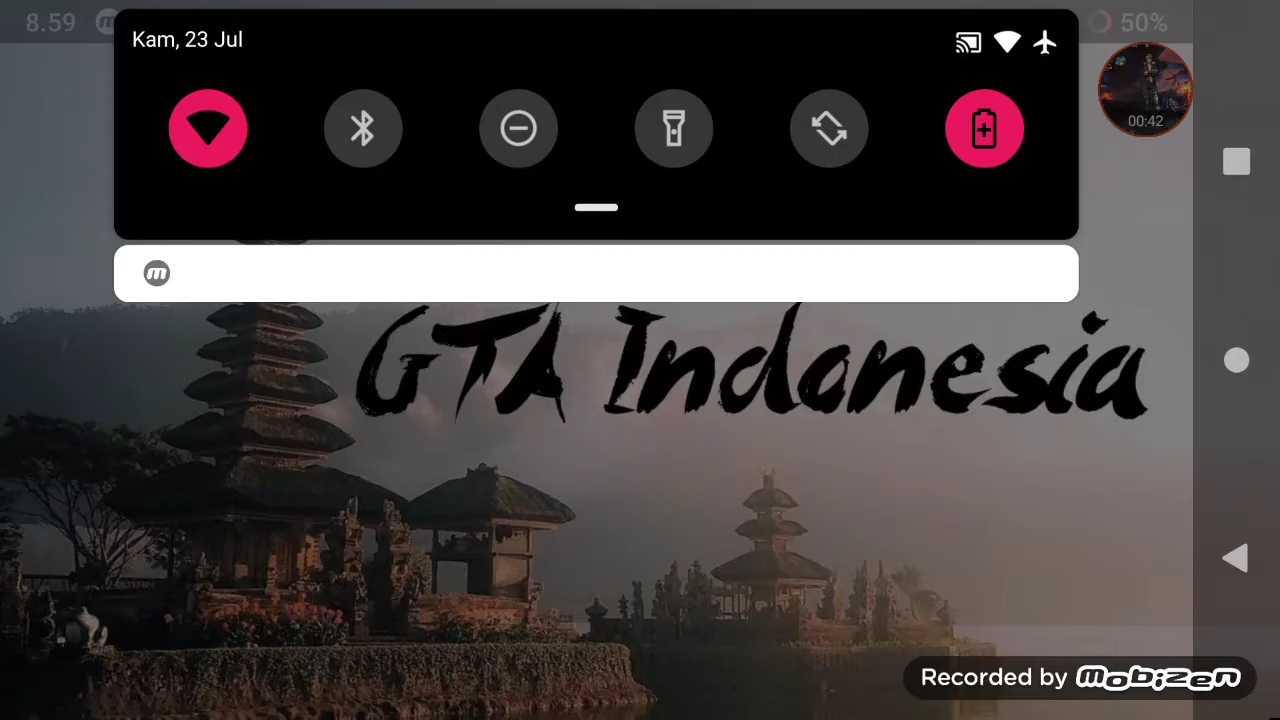 8.59
50%
Kam, 23 Jul
00:42
m
GTA Indonesia
Recorded by mobizen